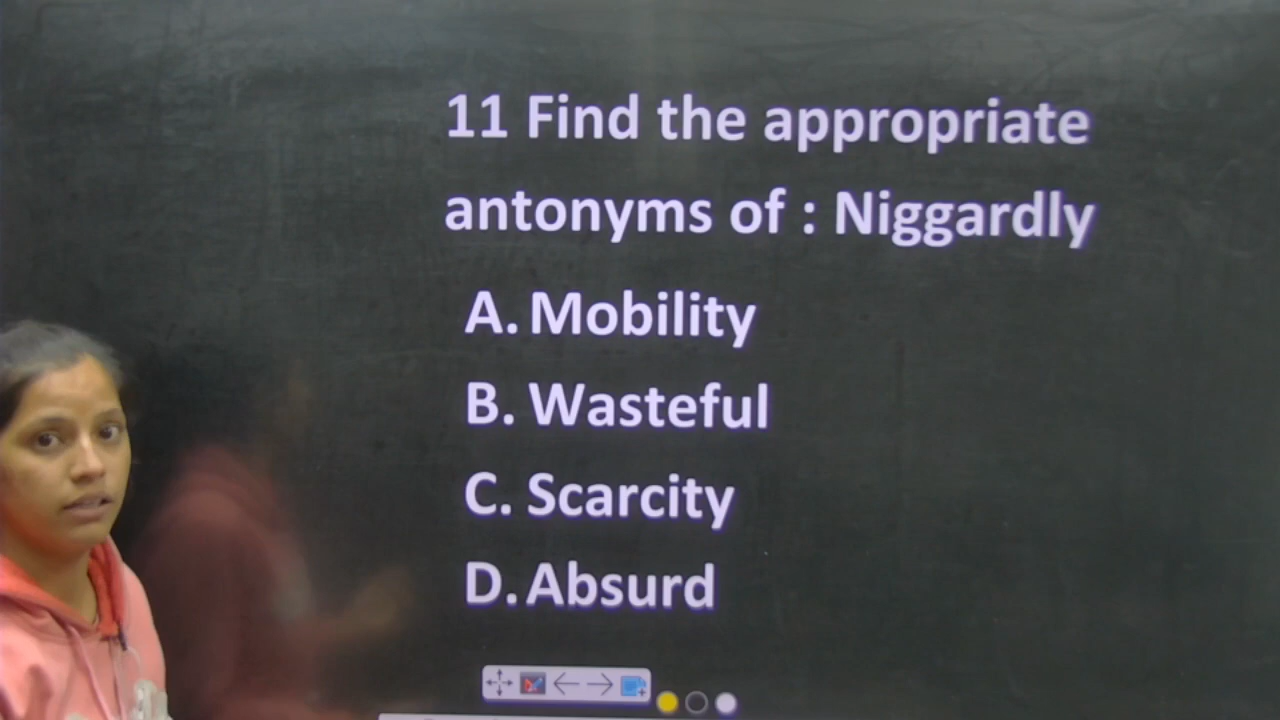 11 Find the appropriate
antonyms of : Niggardly
A. Mobility
B. Wasteful
C. Scarcity
D. Absurd